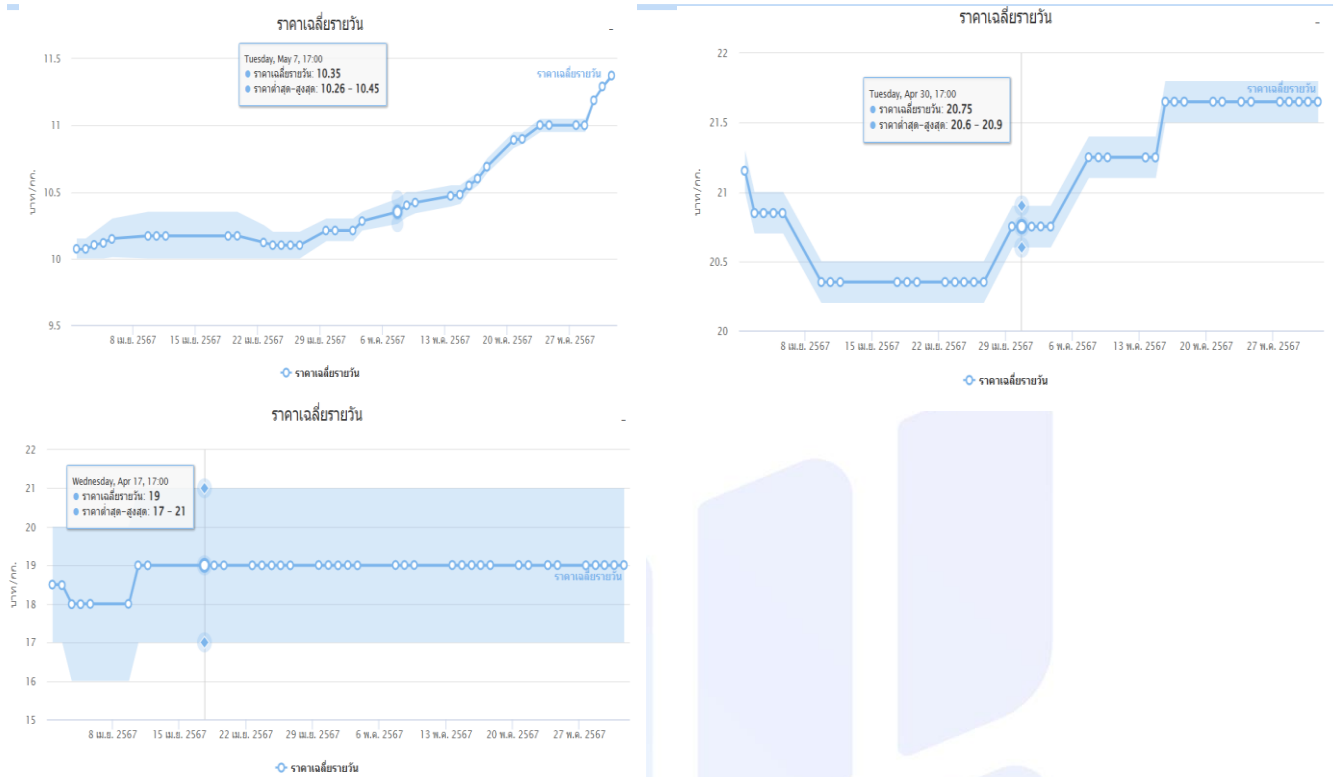 ราคาเฉลี่ยรายวัน
11.5
11
10.5
10
9.5
บาท/กก.
Tuesday, May 7, 17:00
ราคาเฉลี่ยรายวัน: 10.35
ราคาต่ำสุด-สูงสุด: 10.26 - 10.45
ราคาเฉลี่ยรายวัน
8 เม.ย. 2567 15 เม.ย. 2567 22 เม.ย. 2567 29 เม.ย. 2567 6 พ.ค. 2567 13 พ.ค. 2567 20 พ.ค. 2567 27 พ.ค. 2567
ราคาเฉลี่ยรายวัน
ราคาเฉลี่ยรายวัน
22
21.5
21
20.5
20
บาท/กก.
Tuesday, Apr 30, 17:00
ราคาเฉลี่ยรายวัน: 20.75
ราคาต่ำสุด-สูงสุด: 20.6 - 20.9
ราคาเฉลี่ยรายวัน
8 เม.ย. 2567 15 เม.ย. 2567 22 เม.ย. 2567 29 เม.ย. 2567 6 พ.ค. 2567 13 พ.ค. 2567 20 พ.ค. 2567 27 พ.ค. 2567
ราคาเฉลี่ยรายวัน
ราคาเฉลี่ยรายวัน
22
21
20
19
18
17
16
15
บาท/กก.
Wednesday, Apr 17, 17:00
ราคาเฉลี่ยรายวัน: 19
ราคาต่ำสุด-สูงสุด: 17 - 21
ราคาเฉลี่ยรายวัน
8 เม.ย. 2567 15 เม.ย. 2567 22 เม.ย. 2567 29 เม.ย. 2567 6 พ.ค. 2567 13 พ.ค. 2567 20 พ.ค. 2567 27 พ.ค. 2567
ราคาเฉลี่ยรายวัน